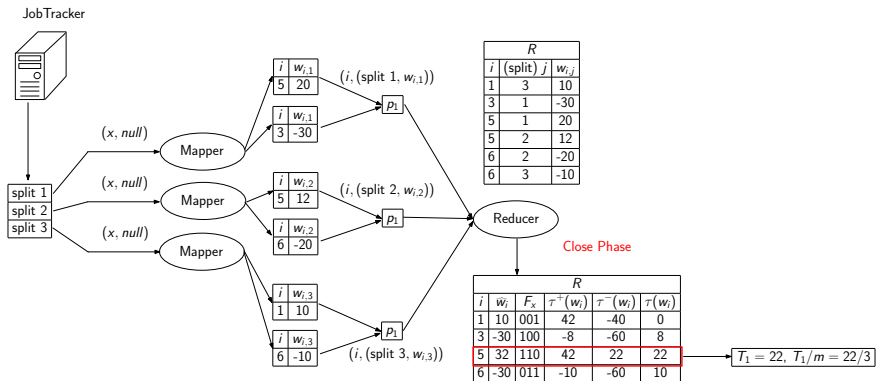 JobTracker
split 1
split 2
split 3
(x, null)
(x, null)
(x, null)
Mapper
Mapper
Mapper
i w_{i,1}
5 20
i w_{i,1}
3 -30
i w_{i,2}
5 12
i w_{i,2}
6 -20
i w_{i,3}
1 10
i w_{i,3}
6 -10
(i, (split 1, w_{i,1}))
p_1
(i, (split 2, w_{i,2}))
p_1
p_1
(i, (split 3, w_{i,3}))
R
i (split) j w_{i,j}
1 3 10
3 1 -30
5 1 20
5 2 12
6 2 -20
6 3 -10
Reducer
Close Phase
R
i ŵ_i F_x τ^+(w_i) τ^-(w_i) τ(w_i)
1 10 001 42 -40 0
3 -30 100 -8 -60 8
5 32 110 42 22 22
6 -30 011 -10 -60 10
T_1 = 22, T_1/m = 22/3